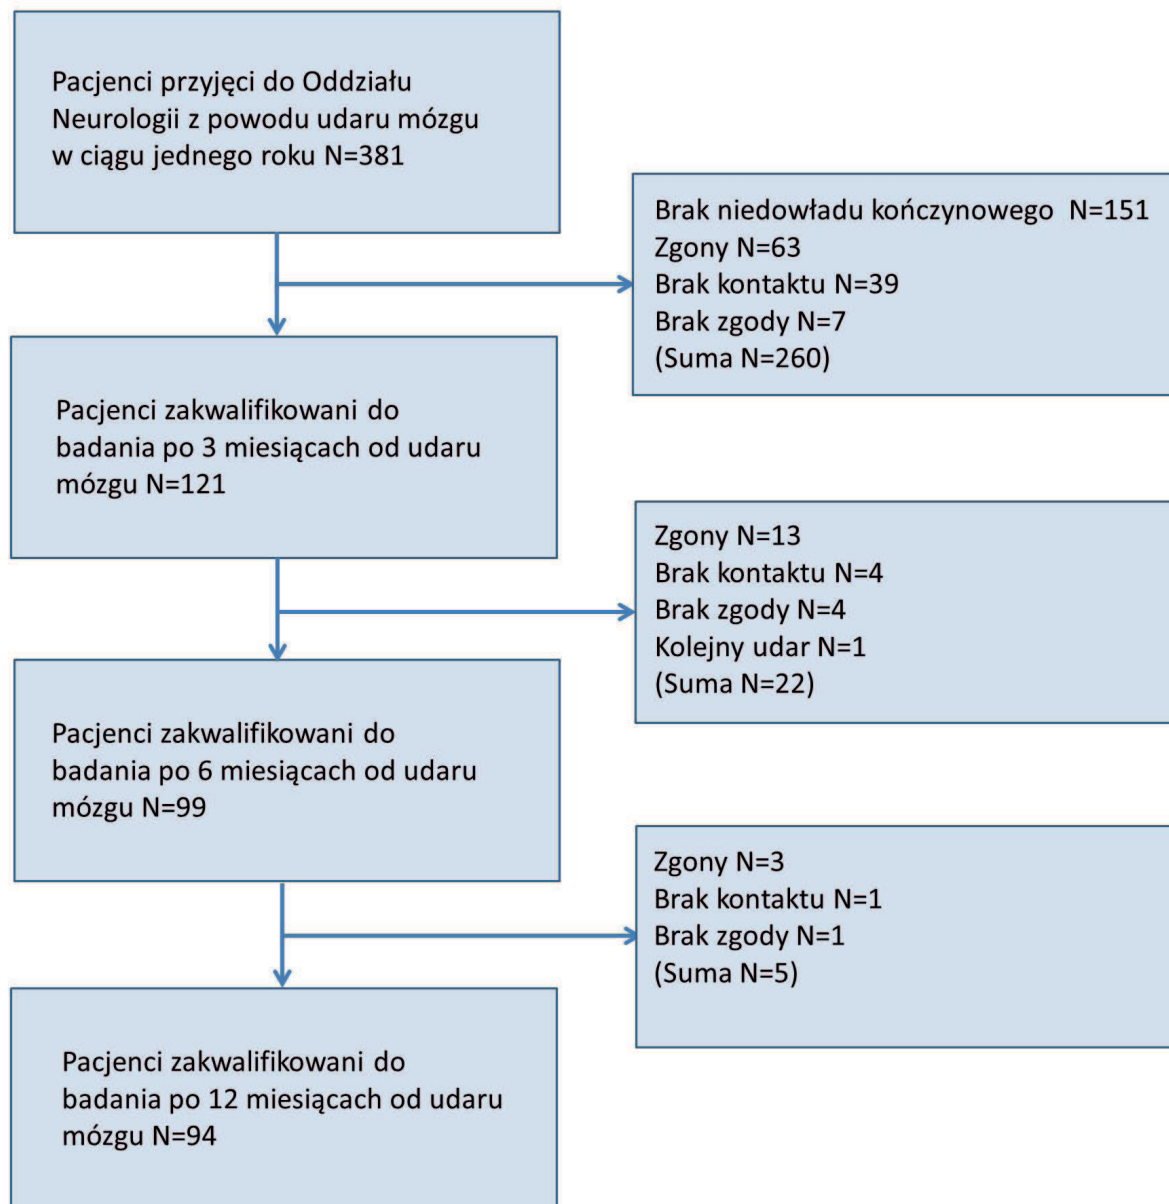 Pacjenci przyjęci do Oddziału
Neurologii z powodu udaru mózgu
w ciągu jednego roku N=381
Brak niedowładu kończynowego N=151
Zgony N=63
Brak kontaktu N=39
Brak zgody N=7
(Suma N=260)
Pacjenci zakwalifikowani do
badania po 3 miesiącach od udaru
mózgu N=121
Zgony N=13
Brak kontaktu N=4
Brak zgody N=4
Kolejny udar N=1
(Suma N=22)
Pacjenci zakwalifikowani do
badania po 6 miesiącach od udaru
mózgu N=99
Zgony N=3
Brak kontaktu N=1
Brak zgody N=1
(Suma N=5)
Pacjenci zakwalifikowani do
badania po 12 miesiącach od udaru
mózgu N=94